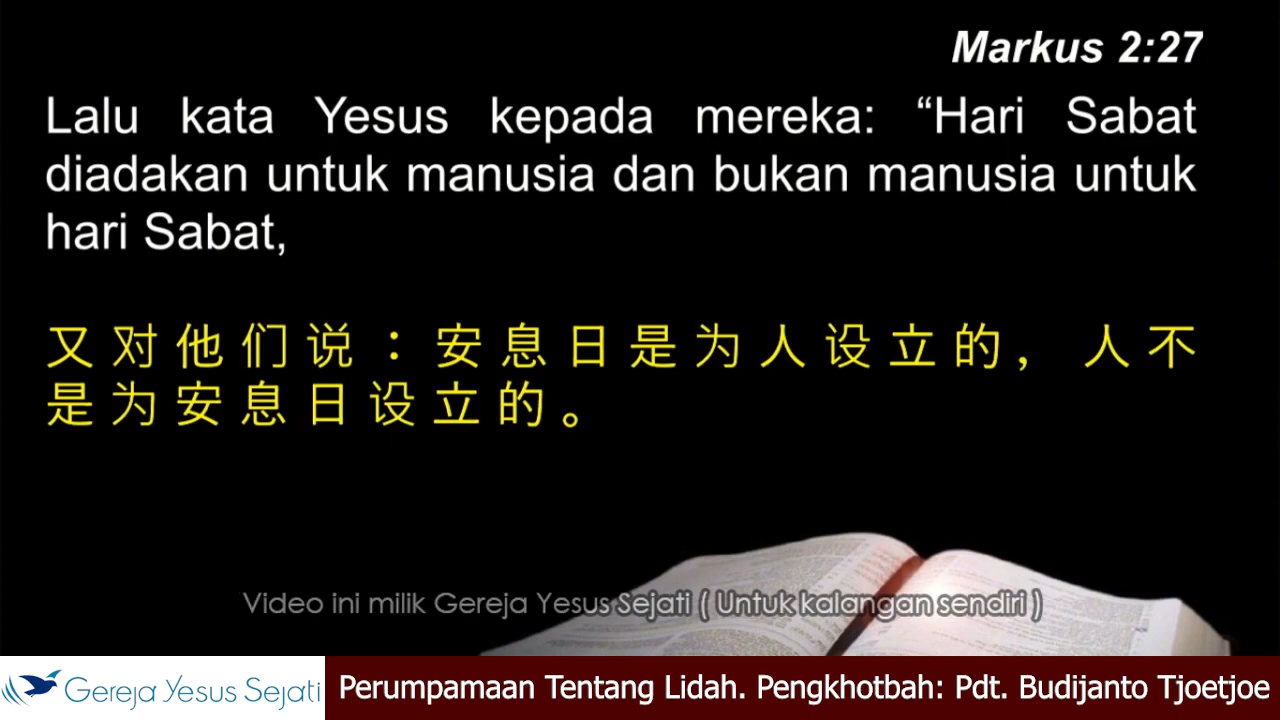 Markus 2:27
Lalu kata Yesus kepada mereka: “Hari Sabat
diadakan untuk manusia dan bukan manusia untuk
hari Sabat,
又对他们说：安息日是为人设立的，人不
是为安息日设立的。
Video ini milik Gereja Yesus Sejati ( Untuk kalangan sendiri )
Gereja Yesus Sejati
Perumpamaan Tentang Lidah. Pengkhotbah: Pdt. Budijanto Tjoetjoe